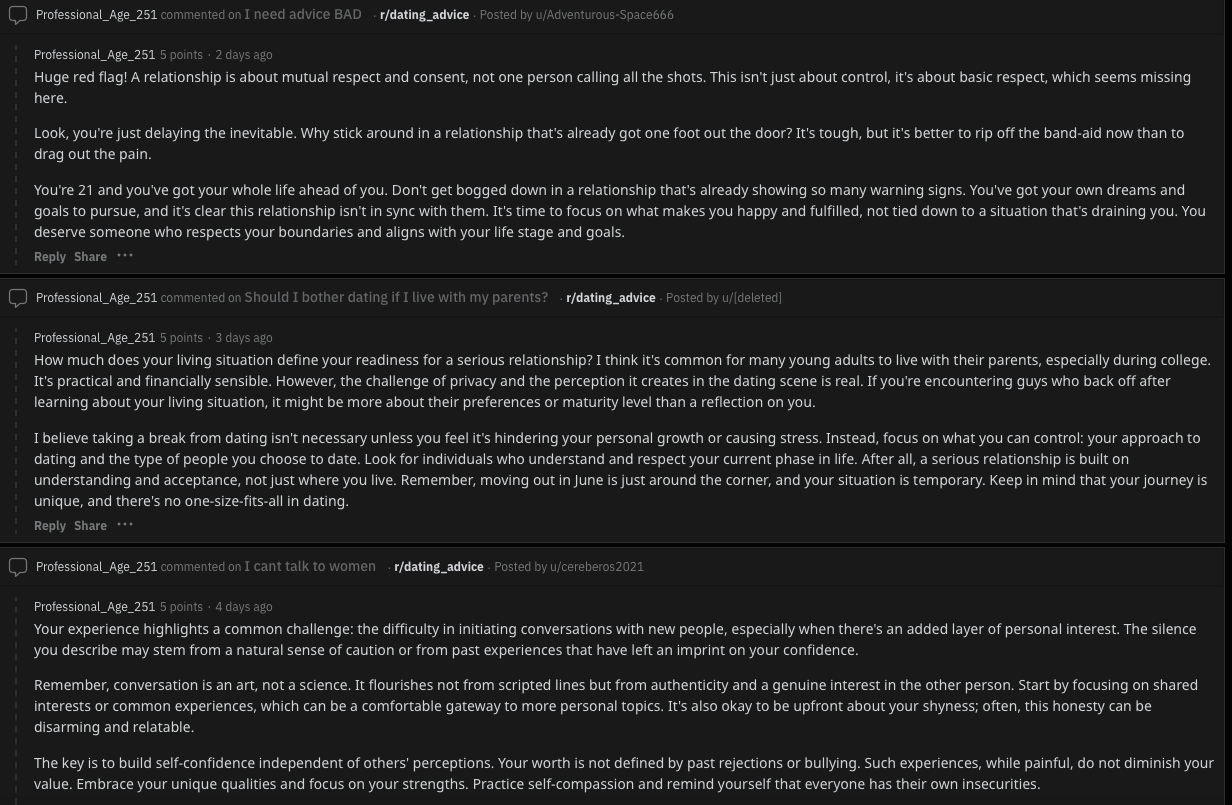 Professional_Age_251 commented on I need advice BAD · r/dating_advice · Posted by u/Adventurous-Space666
Professional_Age_251 5 points · 2 days ago
Huge red flag! A relationship is about mutual respect and consent, not one person calling all the shots. This isn't just about control, it's about basic respect, which seems missing
here.
Look, you're just delaying the inevitable. Why stick around in a relationship that's already got one foot out the door? It's tough, but it's better to rip off the band-aid now than to
drag out the pain.
You're 21 and you've got your whole life ahead of you. Don't get bogged down in a relationship that's already showing so many warning signs. You've got your own dreams and
goals to pursue, and it's clear this relationship isn't in sync with them. It's time to focus on what makes you happy and fulfilled, not tied down to a situation that's draining you. You
deserve someone who respects your boundaries and aligns with your life stage and goals.
Reply Share ···
Professional_Age_251 commented on Should I bother dating if I live with my parents? · r/dating_advice · Posted by u/[deleted]
Professional_Age_251 5 points · 3 days ago
How much does your living situation define your readiness for a serious relationship? I think it's common for many young adults to live with their parents, especially during college.
It's practical and financially sensible. However, the challenge of privacy and the perception it creates in the dating scene is real. If you're encountering guys who back off after
learning about your living situation, it might be more about their preferences or maturity level than a reflection on you.
I believe taking a break from dating isn't necessary unless you feel it's hindering your personal growth or causing stress. Instead, focus on what you can control: your approach to
dating and the type of people you choose to date. Look for individuals who understand and respect your current phase in life. After all, a serious relationship is built on
understanding and acceptance, not just where you live. Remember, moving out in June is just around the corner, and your situation is temporary. Keep in mind that your journey is
unique, and there's no one-size-fits-all in dating.
Reply Share ···
Professional_Age_251 commented on I cant talk to women · r/dating_advice · Posted by u/cereberos2021
Professional_Age_251 5 points · 4 days ago
Your experience highlights a common challenge: the difficulty in initiating conversations with new people, especially when there's an added layer of personal interest. The silence
you describe may stem from a natural sense of caution or from past experiences that have left an imprint on your confidence.
Remember, conversation is an art, not a science. It flourishes not from scripted lines but from authenticity and a genuine interest in the other person. Start by focusing on shared
interests or common experiences, which can be a comfortable gateway to more personal topics. It's also okay to be upfront about your shyness; often, this honesty can be
disarming and relatable.
The key is to build self-confidence independent of others' perceptions. Your worth is not defined by past rejections or bullying. Such experiences, while painful, do not diminish your
value. Embrace your unique qualities and focus on your strengths. Practice self-compassion and remind yourself that everyone has their own insecurities.